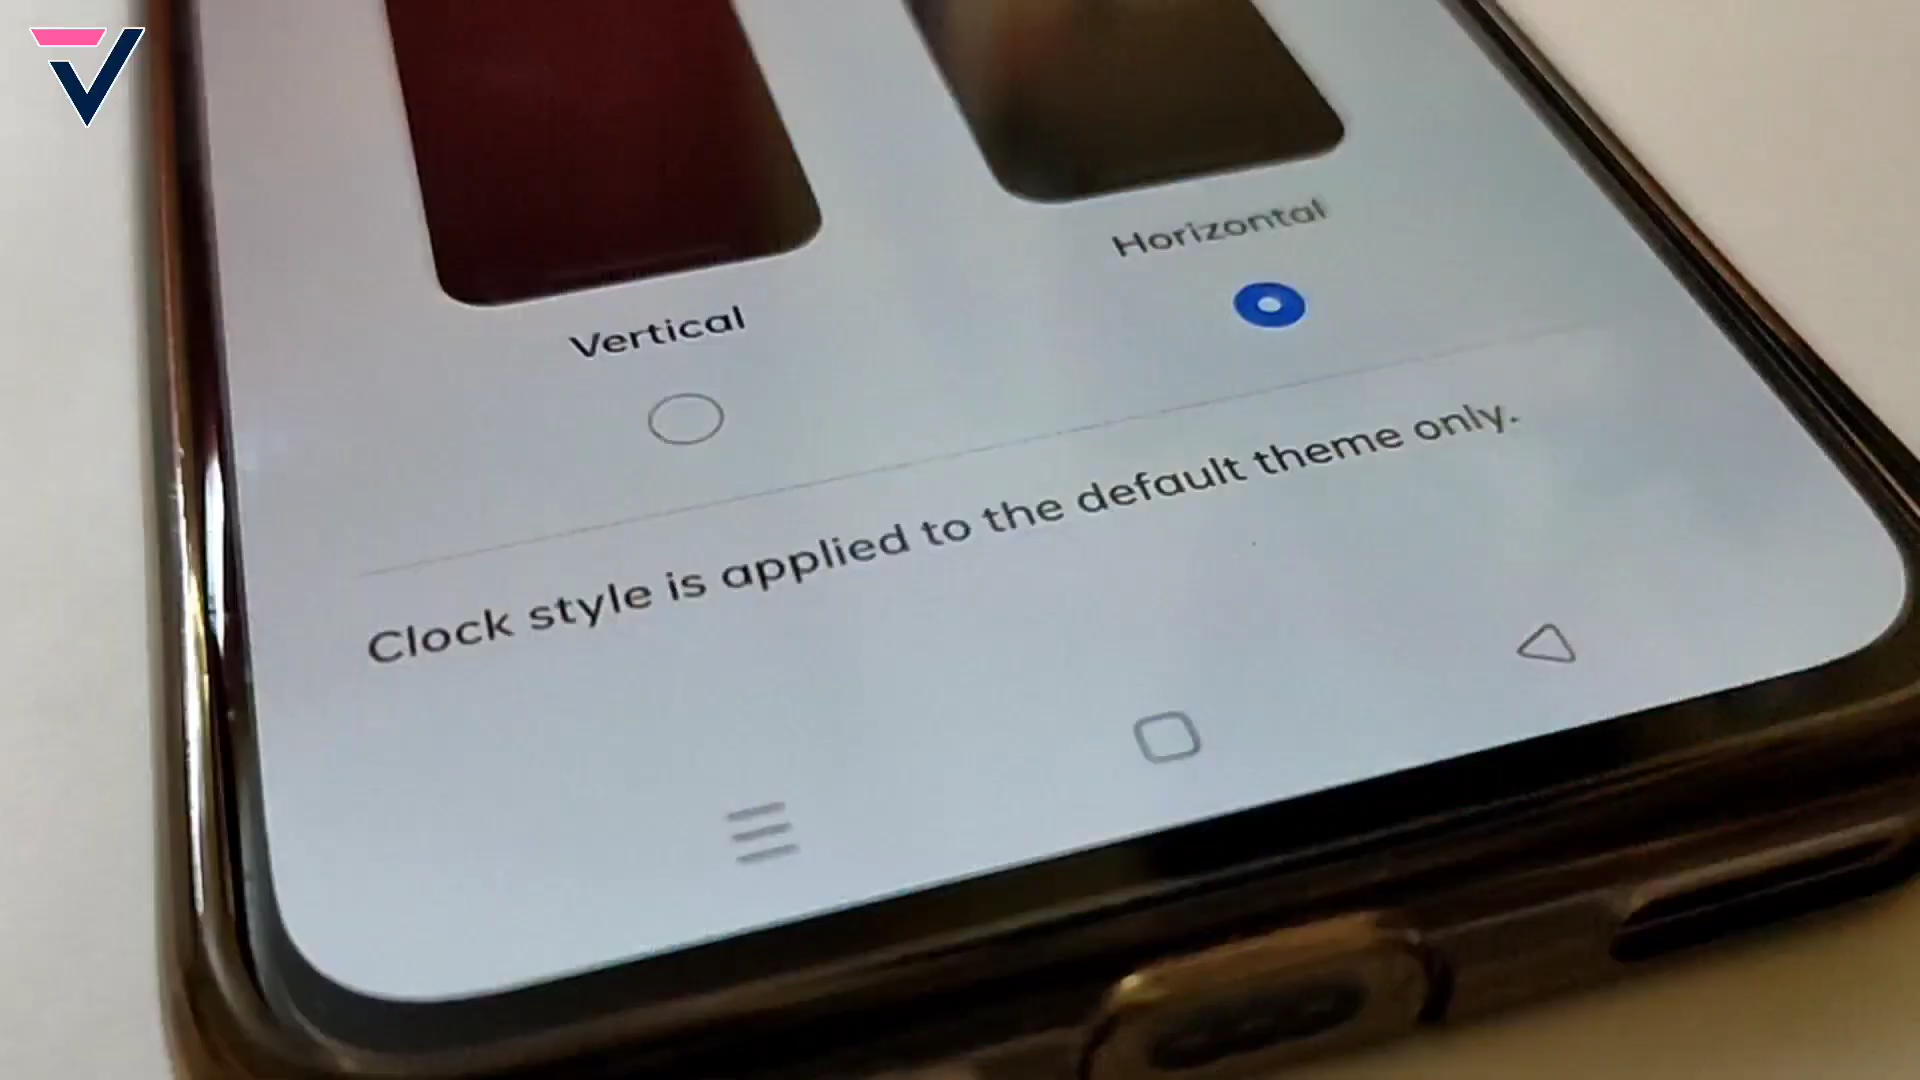 Vertical
Horizontal
Clock style is applied to the default theme only.